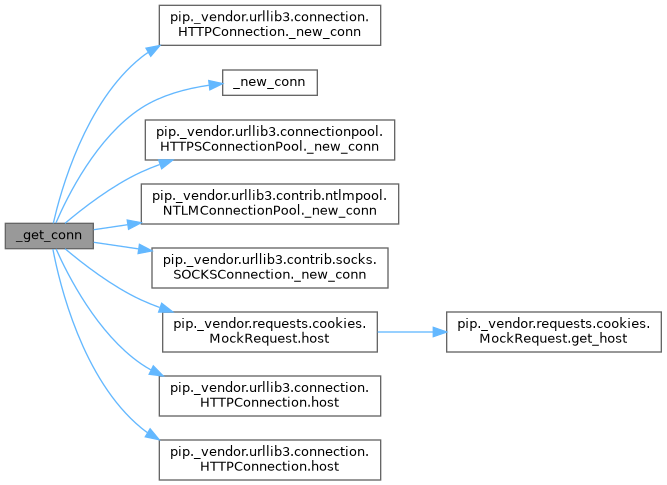 pip._vendor.urllib3.connection.
HTTPConnection._new_conn
_new_conn
pip._vendor.urllib3.connectionpool.
HTTPSConnectionPool._new_conn
pip._vendor.urllib3.contrib.ntlmpool.
NTLMConnectionPool._new_conn
_get_conn
pip._vendor.urllib3.contrib.socks.
SOCKSConnection._new_conn
pip._vendor.requests.cookies.
MockRequest.host
pip._vendor.requests.cookies.
MockRequest.get_host
pip._vendor.urllib3.connection.
HTTPConnection.host
pip._vendor.urllib3.connection.
HTTPConnection.host